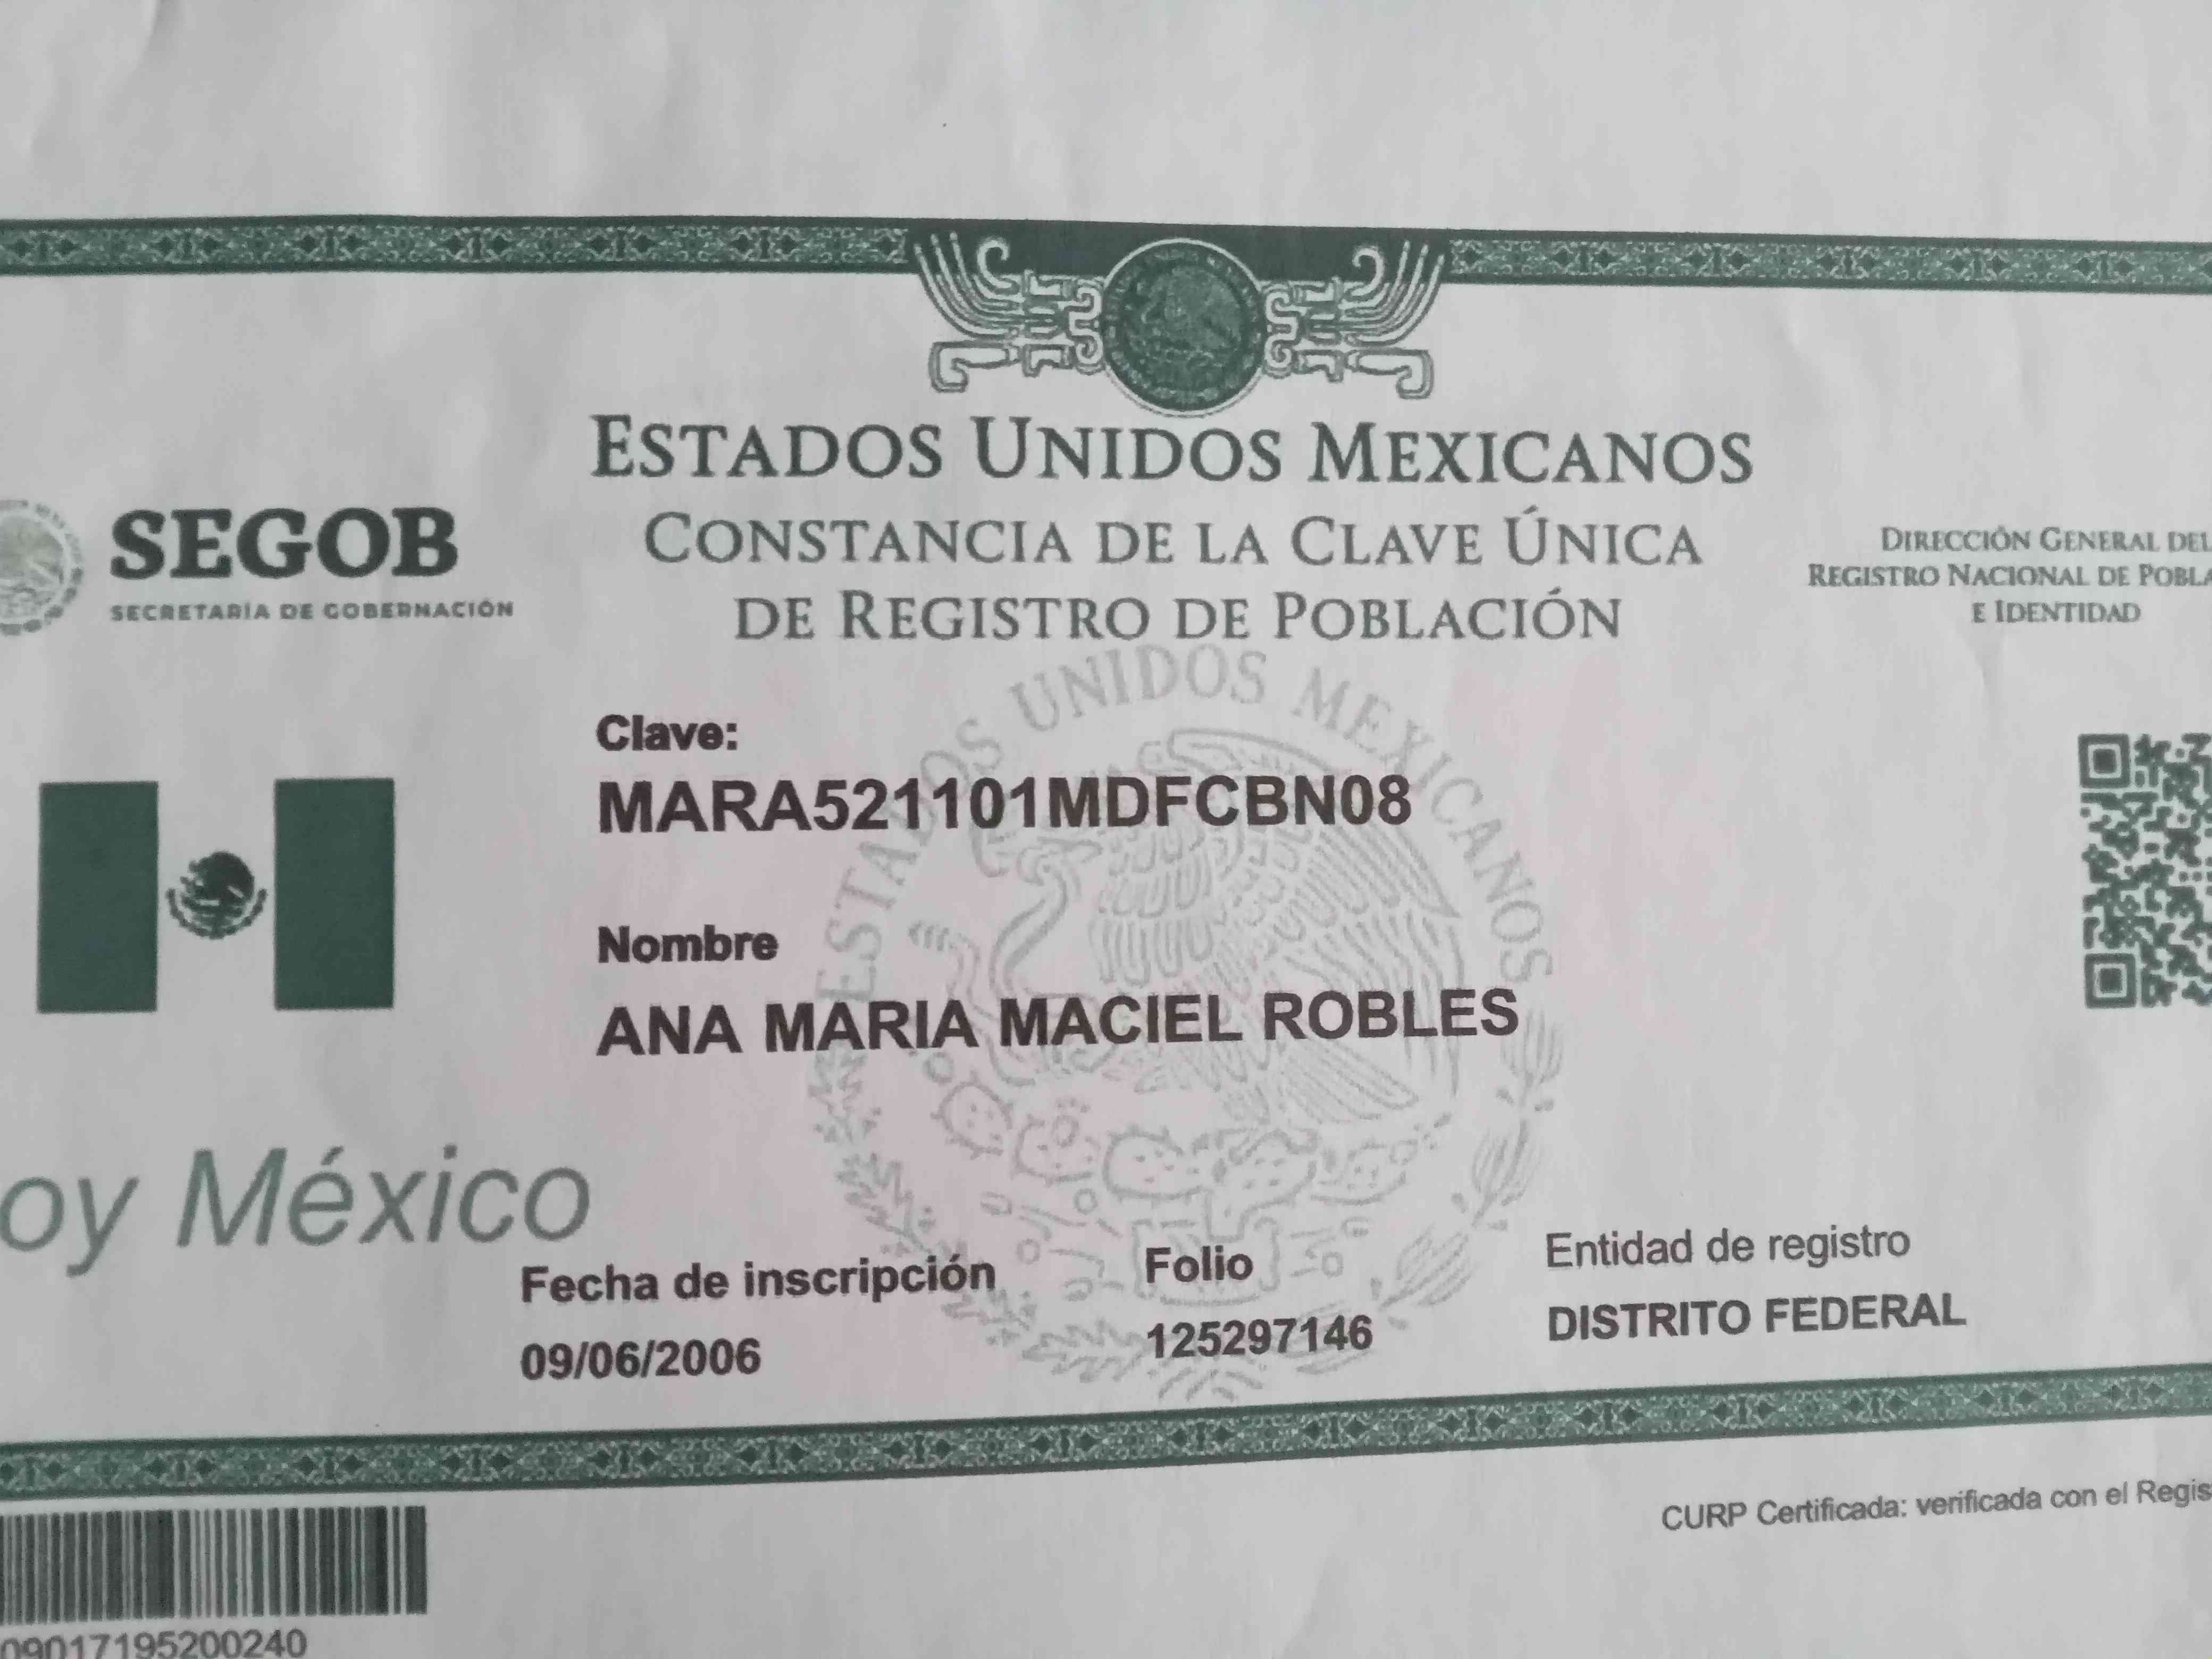 ESTADOS UNIDOS MEXICANOS
CONSTANCIA DE LA CLAVE ÚNICA
DE REGISTRO DE POBLACIÓN
SEGOB
SECRETARÍA DE GOBERNACIÓN
DIRECCIÓN GENERAL DEL
REGISTRO NACIONAL DE POBLA
E IDENTIDAD
ESTADOS UNIDOS MEXICANOS
Clave:
MARA521101MDFCBN08
Nombre
ANA MARIA MACIEL ROBLES
oy México
Fecha de inscripción
09/06/2006
Folio
125297146
Entidad de registro
DISTRITO FEDERAL
CURP Certificada: verificada con el Regis
09017195200240